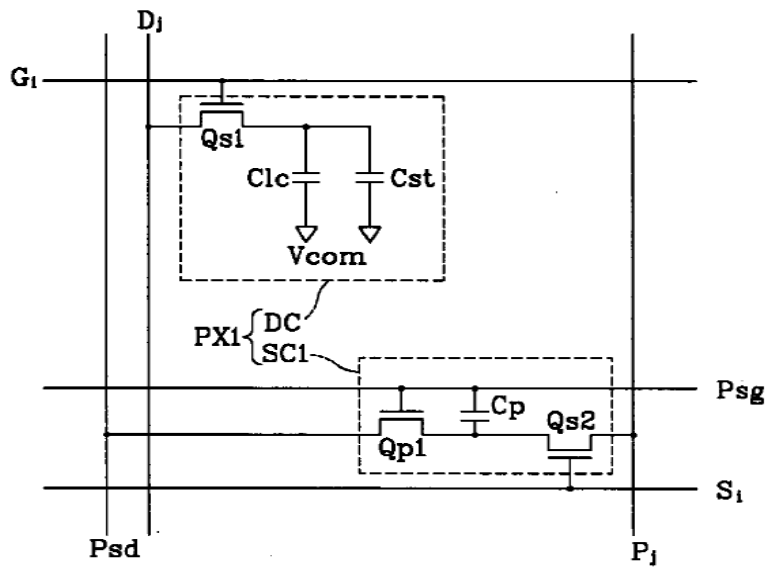 Dj
Gi
Qs1
Clc
Cst
Vcom
PX1 { DC
SC1
Psg
Cp
Qs2
Qp1
Si
Psd
Pj